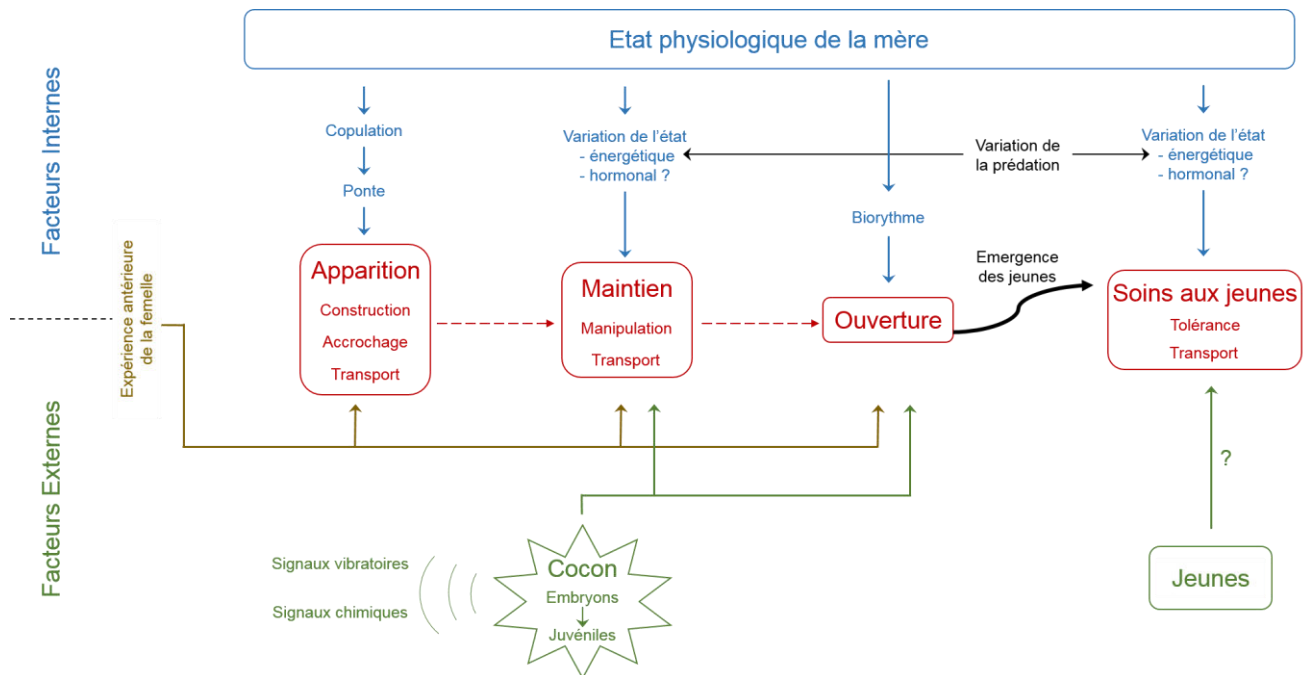 Etat physiologique de la mère
Facteurs Internes
Copulation
Ponte
Variation de l'état
- énergétique
- hormonal ?
Variation de
la prédation
Variation de l'état
- énergétique
- hormonal ?
Biorythme
Expérience antérieure
de la femelle
Apparition
Construction
Accrochage
Transport
Maintien
Manipulation
Transport
Ouverture
Emergence
des jeunes
Soins aux jeunes
Tolérance
Transport
Facteurs Externes
?
Signaux vibratoires
Signaux chimiques
Cocon
Embryons
Juvéniles
Jeunes